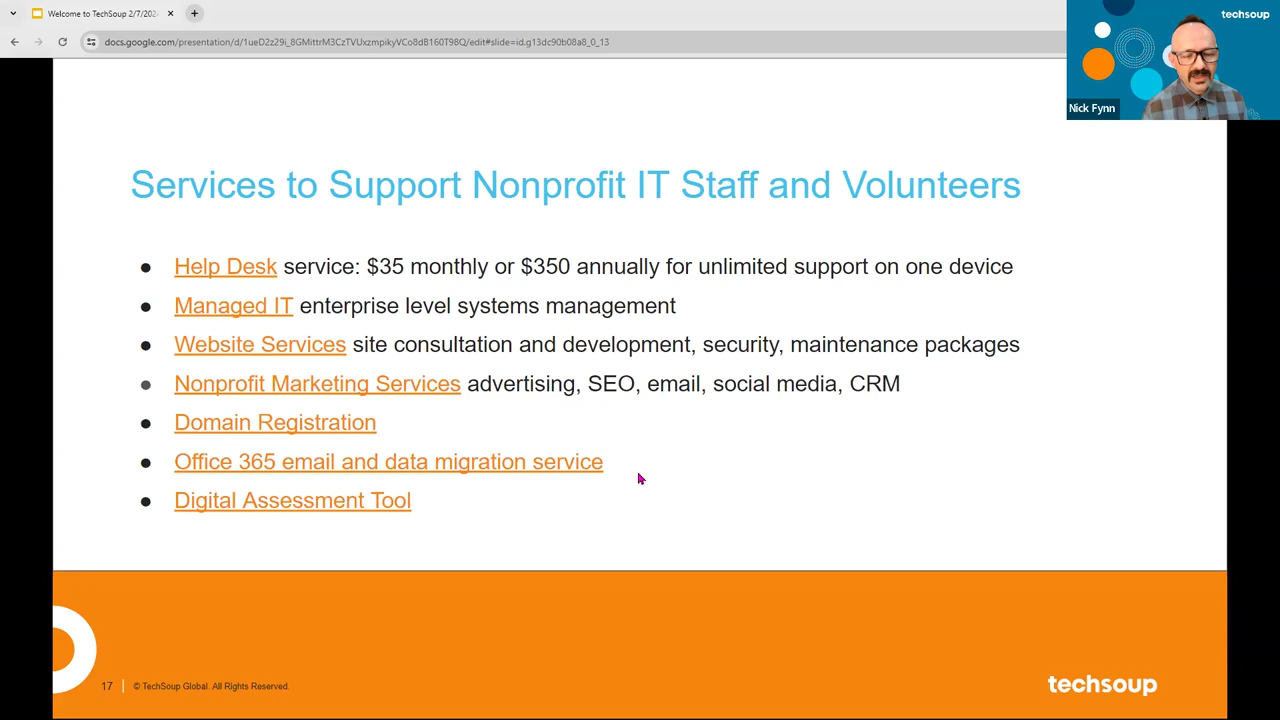 Welcome to TechSoup 2/7/202
docs.google.com/presentation/d/1ueD2z29i_8GMittrM3CzTVUxzmpikyVCo8dB160T98Q/edit#slide=id.g13dc90b08a8_0_13
techsoup
Nick Fynn
Services to Support Nonprofit IT Staff and Volunteers
● Help Desk service: $35 monthly or $350 annually for unlimited support on one device
● Managed IT enterprise level systems management
● Website Services site consultation and development, security, maintenance packages
● Nonprofit Marketing Services advertising, SEO, email, social media, CRM
● Domain Registration
● Office 365 email and data migration service
● Digital Assessment Tool
17 | © TechSoup Global. All Rights Reserved.
techsoup